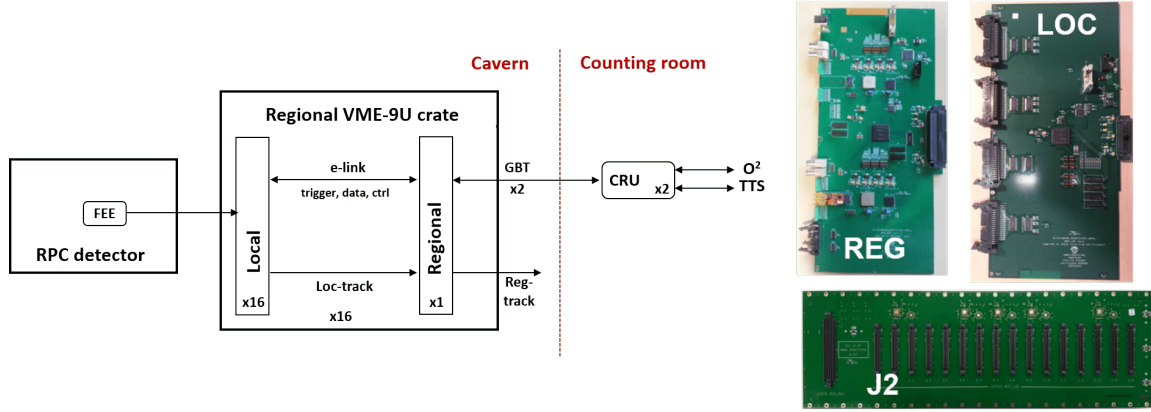 Cavern
Counting room
Regional VME-9U crate
e-link
trigger, data, ctrl
Loc-track
x16
Local
x16
Regional
x1
GBT
x2
Reg-
track
FEE
RPC detector
CRU
x2
O²
TTS
REG
LOC
J2